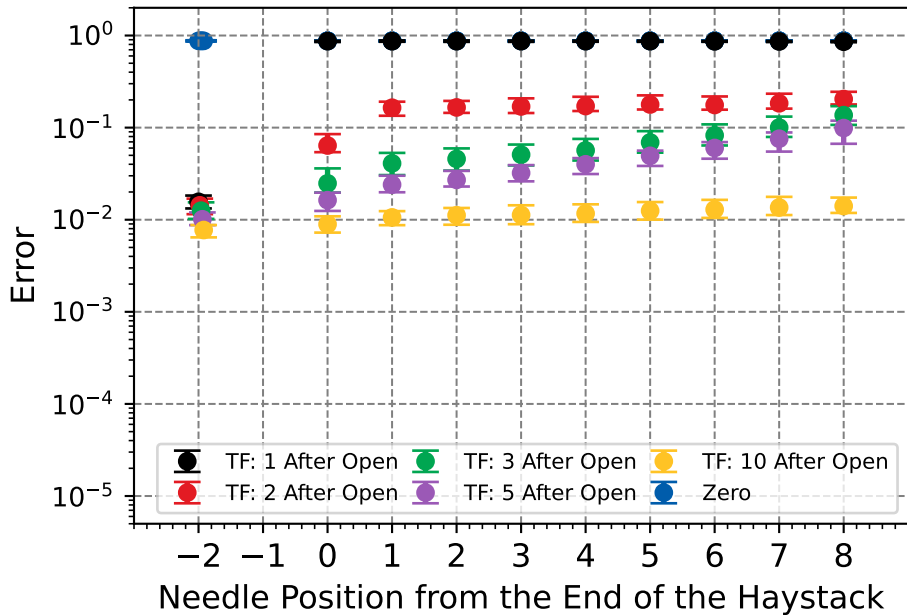 Error
10⁰
10⁻¹
10⁻²
10⁻³
10⁻⁴
10⁻⁵
TF: 1 After Open
TF: 3 After Open
TF: 10 After Open
TF: 2 After Open
TF: 5 After Open
Zero
−2 −1 0 1 2 3 4 5 6 7 8
Needle Position from the End of the Haystack